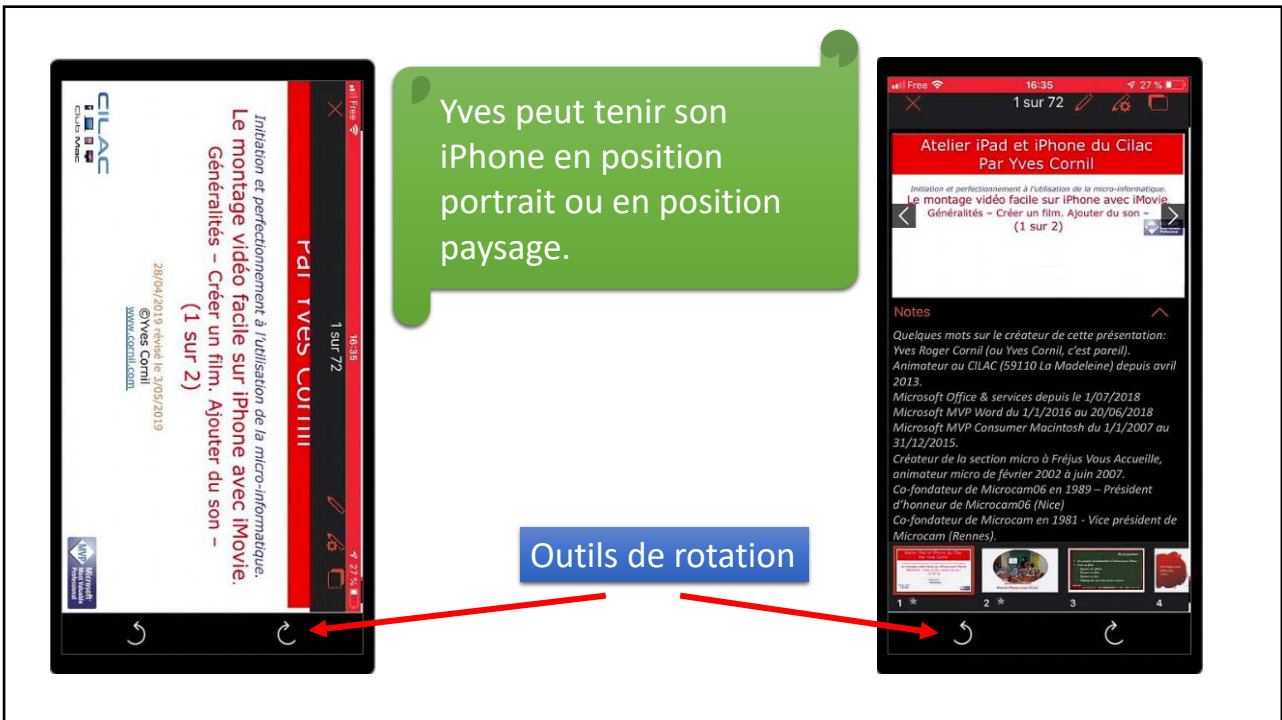 Free 16:35 27 %
1 sur 72
Par Yves Cornil
Initiation et perfectionnement à l'utilisation de la micro-informatique.
Le montage vidéo facile sur iPhone avec iMovie.
Généralités – Créer un film. Ajouter du son –
(1 sur 2)
28/04/2019 révisé le 3/05/2019
©Yves Cornil
www.cornil.com
CILAC
Club Mac
MVP Microsoft
Most Valuable
Professional
Yves peut tenir son
iPhone en position
portrait ou en position
paysage.
Outils de rotation
Free 16:35 27 %
1 sur 72
Atelier iPad et iPhone du Cilac
Par Yves Cornil
Initiation et perfectionnement à l'utilisation de la micro-informatique.
Le montage vidéo facile sur iPhone avec iMovie.
Généralités – Créer un film. Ajouter du son –
(1 sur 2)
Notes
Quelques mots sur le créateur de cette présentation:
Yves Roger Cornil (ou Yves Cornil, c'est pareil).
Animateur au CILAC (59110 La Madeleine) depuis avril
2013.
Microsoft Office & services depuis le 1/07/2018
Microsoft MVP Word du 1/1/2016 au 20/06/2018
Microsoft MVP Consumer Macintosh du 1/1/2007 au
31/12/2015.
Créateur de la section micro à Fréjus Vous Accueille,
animateur micro de février 2002 à juin 2007.
Co-fondateur de Microcam06 en 1989 – Président
d'honneur de Microcam06 (Nice)
Co-fondateur de Microcam en 1981 - Vice président de
Microcam (Rennes).
1 * 2 * 3 4